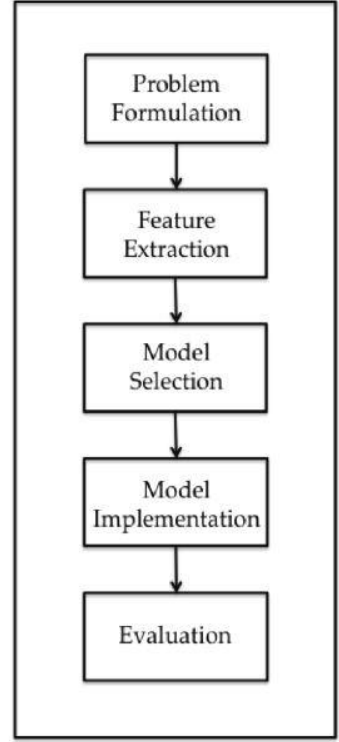 Problem
Formulation
Feature
Extraction
Model
Selection
Model
Implementation
Evaluation